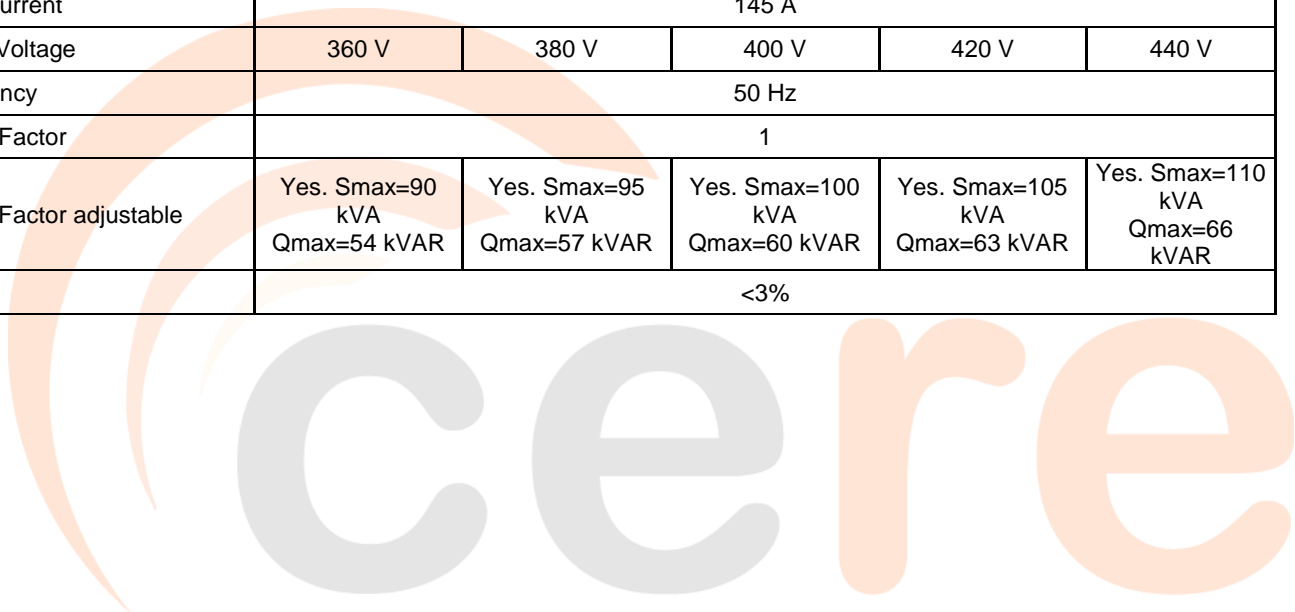 urrent 145 A
Voltage 360 V 380 V 400 V 420 V 440 V
ncy 50 Hz
Factor 1
Factor adjustable Yes. Smax=90 kVA Qmax=54 kVAR Yes. Smax=95 kVA Qmax=57 kVAR Yes. Smax=100 kVA Qmax=60 kVAR Yes. Smax=105 kVA Qmax=63 kVAR Yes. Smax=110 kVA Qmax=66 kVAR
<3%
cere